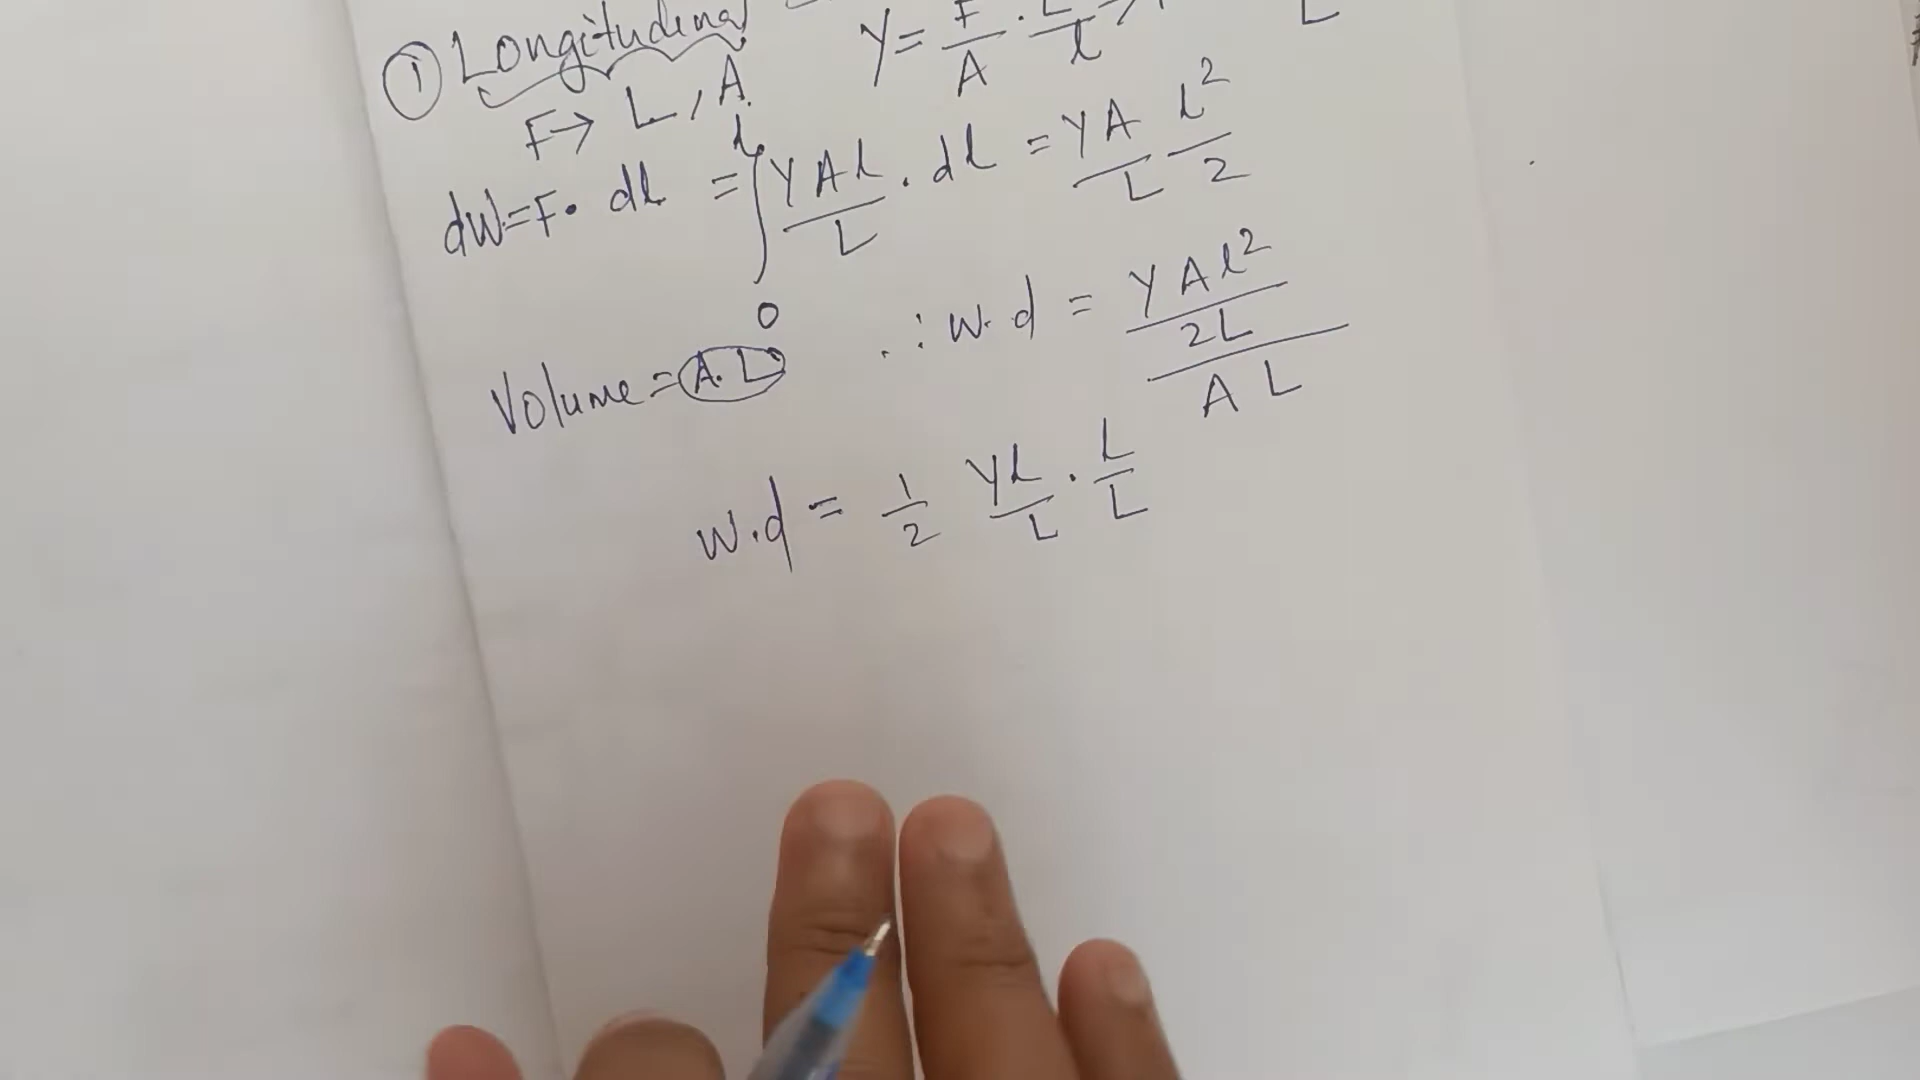 ① Longitudinal Y = F/A . L/l
L
F → L, A
dW = F. dl = ∫₀ˡ YAl/L . dl = YA/L l²/2
Volume = A.L ∴ W.d = (YAl²/2L)/(AL)
W.d = 1/2 Yl/L . l/L